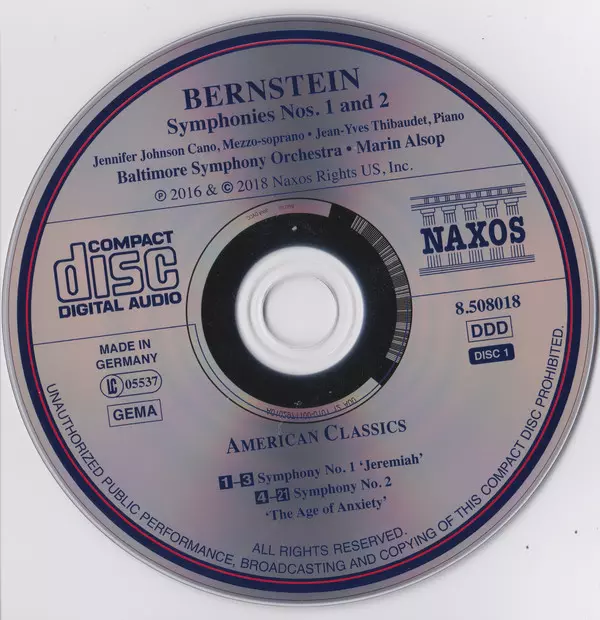 BERNSTEIN
Symphonies Nos. 1 and 2
Jennifer Johnson Cano, Mezzo-soprano • Jean-Yves Thibaudet, Piano
Baltimore Symphony Orchestra • Marin Alsop
℗ 2016 & © 2018 Naxos Rights US, Inc.
COMPACT
disc
DIGITAL AUDIO
NAXOS
8.508018
DDD
DISC 1
MADE IN
GERMANY
LC 05537
GEMA
AMERICAN CLASSICS
1–3 Symphony No. 1 ‘Jeremiah’
4–21 Symphony No. 2
‘The Age of Anxiety’
ALL RIGHTS RESERVED.
UNAUTHORIZED PUBLIC PERFORMANCE, BROADCASTING AND COPYING OF THIS COMPACT DISC PROHIBITED.